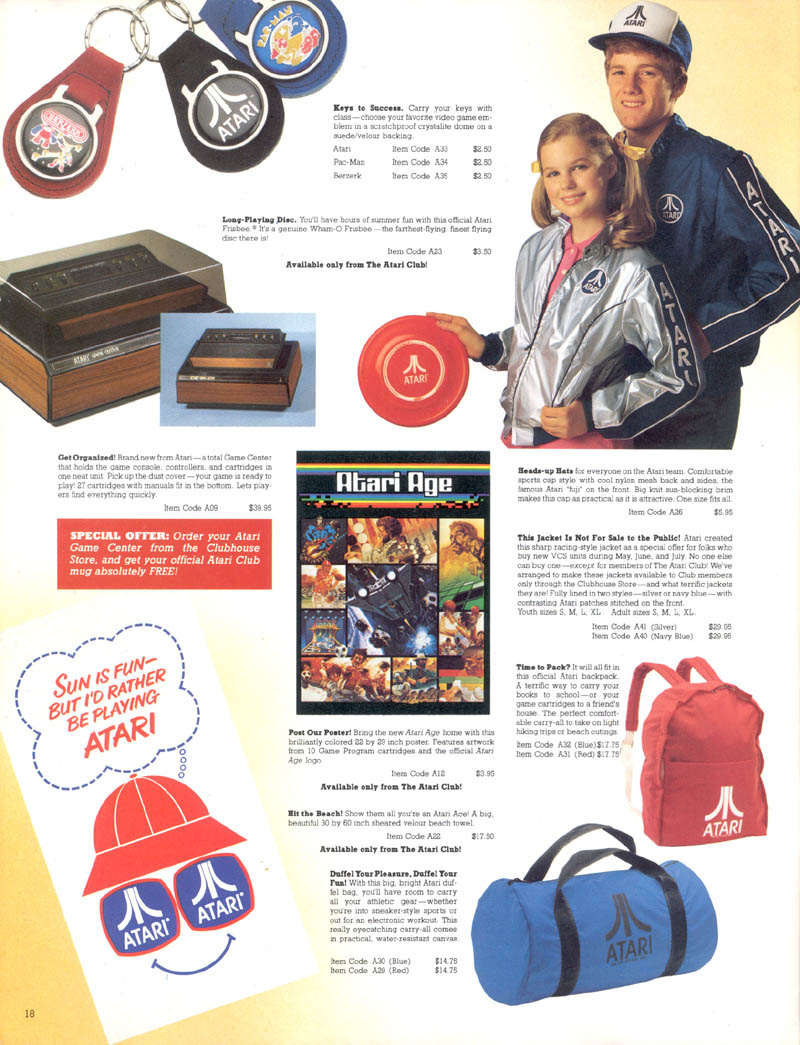 BERZERK
ATARI
PAC-MAN
ATARI
Keys to Success. Carry your keys with
class—choose your favorite video game em-
blem in a scratchproof crystalite dome on a
suede/velour backing.
Atari Item Code A33 $2.50
Pac-Man Item Code A34 $2.50
Berzerk Item Code A35 $2.50
Long-Playing Disc. You'll have hours of summer fun with this official Atari
Frisbee.® It's a genuine Wham-O Frisbee—the farthest-flying, finest flying
disc there is!
Item Code A23 $3.50
Available only from The Atari Club!
ATARI
ATARI
ATARI
ATARI
ATARI
ATARI GAME CENTER
Get Organized! Brand new from Atari—a total Game Center
that holds the game console, controllers, and cartridges in
one neat unit. Pick up the dust cover—your game is ready to
play! 27 cartridges with manuals fit in the bottom. Lets play-
ers find everything quickly.
Item Code A09 $39.95
SPECIAL OFFER: Order your Atari
Game Center from the Clubhouse
Store, and get your official Atari Club
mug absolutely FREE!
Atari Age
Heads-up Hats for everyone on the Atari team. Comfortable
sports cap style with cool nylon mesh back and sides, the
famous Atari "fuji" on the front. Big knit sun-blocking brim
makes this cap as practical as it is attractive. One size fits all.
Item Code A26 $5.95
This Jacket Is Not For Sale to the Public! Atari created
this sharp racing-style jacket as a special offer for folks who
buy new VCS units during May, June, and July. No one else
can buy one—except for members of The Atari Club! We've
arranged to make these jackets available to Club members
only through the Clubhouse Store—and what terrific jackets
they are! Fully lined in two styles—silver or navy blue—with
contrasting Atari patches stitched on the front.
Youth sizes S, M, L, XL. Adult sizes S, M, L, XL.
Item Code A41 (Silver) $29.95
Item Code A40 (Navy Blue) $29.95
SUN IS FUN—
BUT I'D RATHER
BE PLAYING
ATARI
ATARI®
ATARI®
Post Our Poster! Bring the new Atari Age home with this
brilliantly colored 22 by 29 inch poster. Features artwork
from 10 Game Program cartridges and the official Atari
Age logo.
Item Code A12 $3.95
Available only from The Atari Club!
Hit the Beach! Show them all you're an Atari Ace! A big,
beautiful 30 by 60 inch sheared velour beach towel.
Item Code A22 $17.50
Available only from The Atari Club!
Time to Pack? It will all fit in
this official Atari backpack.
A terrific way to carry your
books to school—or your
game cartridges to a friend's
house. The perfect comfort-
able carry-all to take on light
hiking trips or beach outings.
Item Code A32 (Blue) $17.75
Item Code A31 (Red) $17.75
ATARI
Duffel Your Pleasure, Duffel Your
Fun! With this big, bright Atari duf-
fel bag, you'll have room to carry
all your athletic gear—whether
you're into sneaker-style sports or
out for an electronic workout. This
really eyecatching carry-all comes
in practical, water-resistant canvas.
Item Code A30 (Blue) $14.75
Item Code A29 (Red) $14.75
ATARI
18